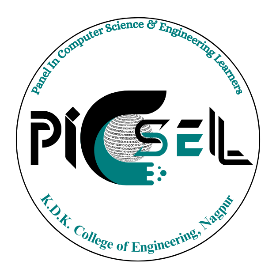 Panel In Computer Science & Engineering Learners
PiCSEL
K.D.K. College of Engineering, Nagpur